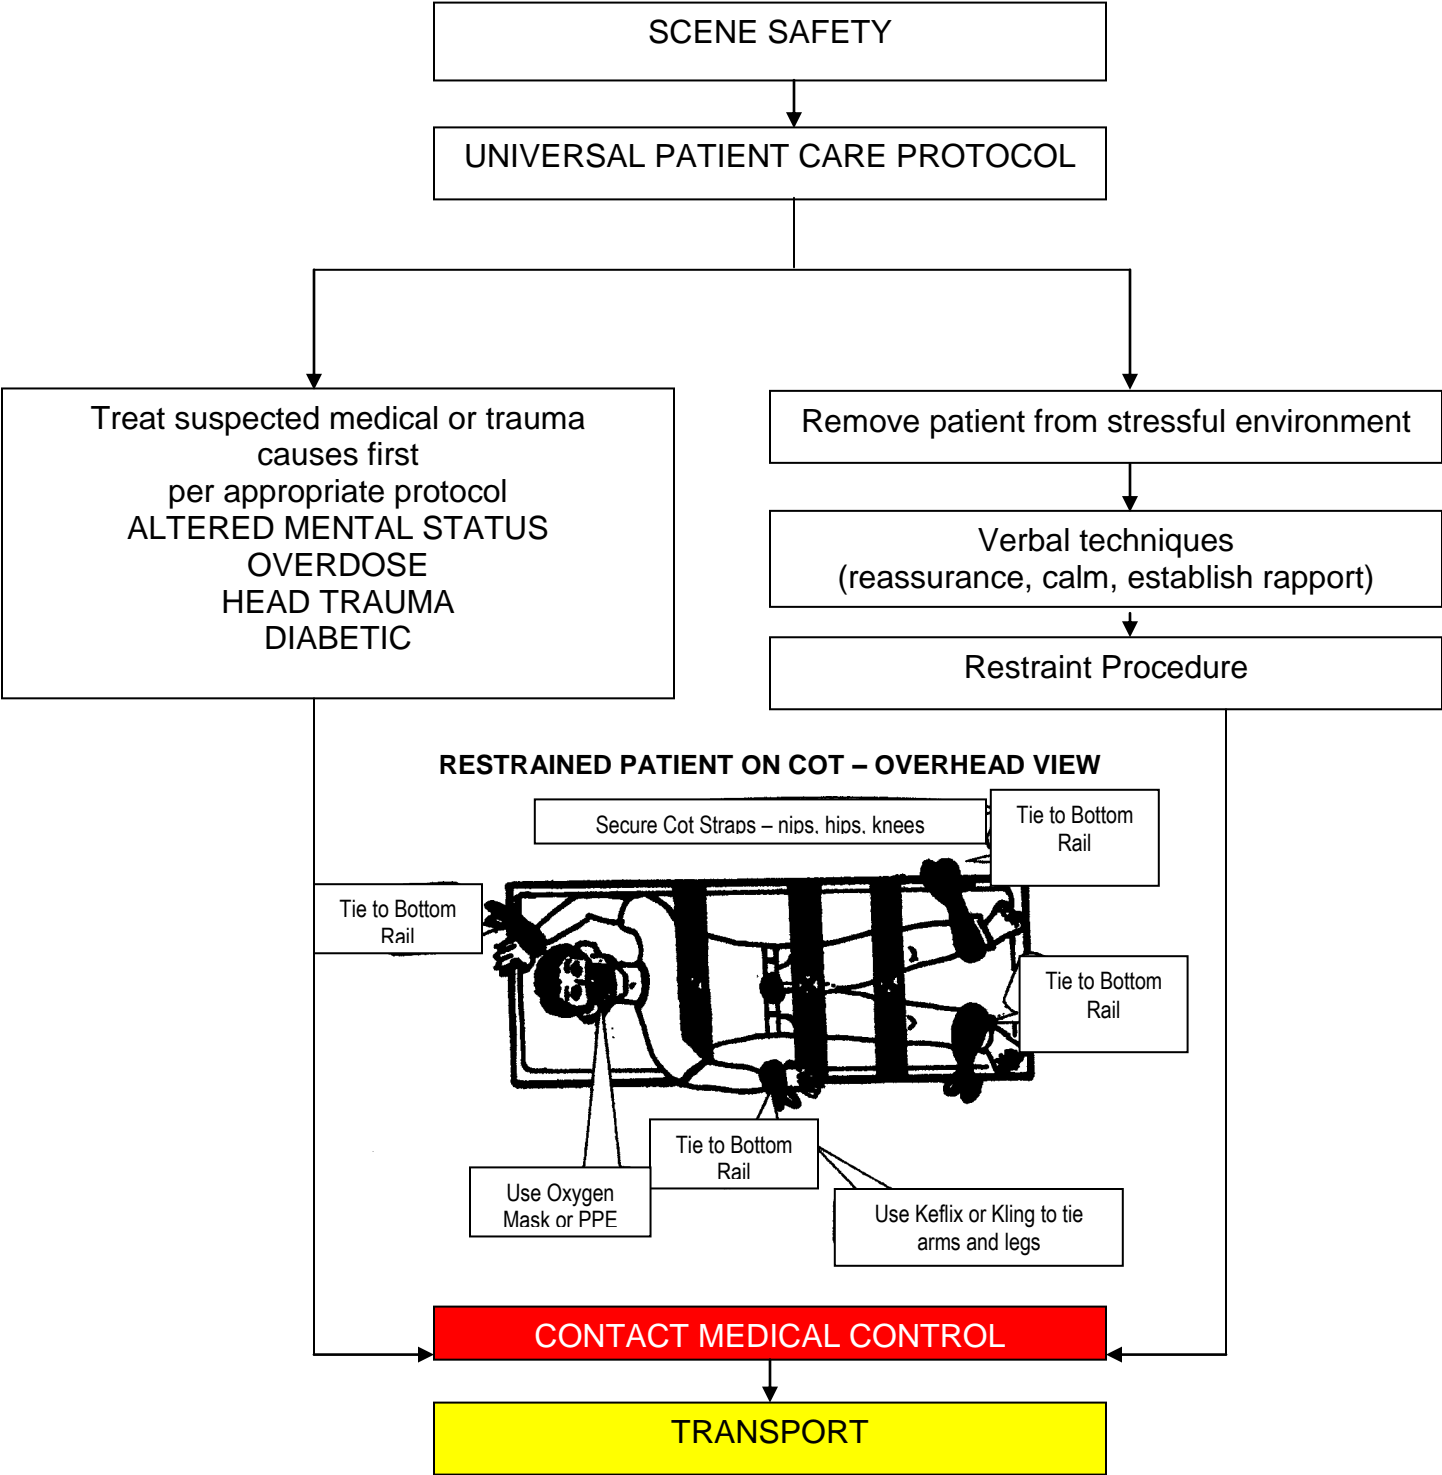 SCENE SAFETY
UNIVERSAL PATIENT CARE PROTOCOL
Treat suspected medical or trauma
causes first
per appropriate protocol
ALTERED MENTAL STATUS
OVERDOSE
HEAD TRAUMA
DIABETIC
Remove patient from stressful environment
Verbal techniques
(reassurance, calm, establish rapport)
Restraint Procedure
RESTRAINED PATIENT ON COT – OVERHEAD VIEW
Secure Cot Straps – nips, hips, knees
Tie to Bottom
Rail
Tie to Bottom
Rail
Tie to Bottom
Rail
Tie to Bottom
Rail
Use Oxygen
Mask or PPE
Use Keflix or Kling to tie
arms and legs
CONTACT MEDICAL CONTROL
TRANSPORT